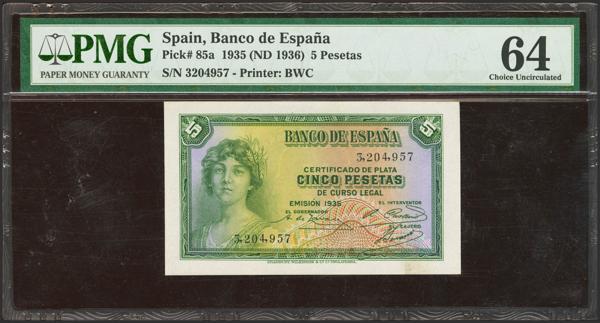 PMG
PAPER MONEY GUARANTY
Spain, Banco de España
Pick# 85a 1935 (ND 1936) 5 Pesetas
S/N 3204957 - Printer: BWC
64
Choice Uncirculated
5
BANCO DE ESPAÑA
5
3,204,957
CERTIFICADO DE PLATA
CINCO PESETAS
DE CURSO LEGAL
EMISIÓN 1935
EL INTERVENTOR
EL GOBERNADOR
EL CAJERO
3,204,957